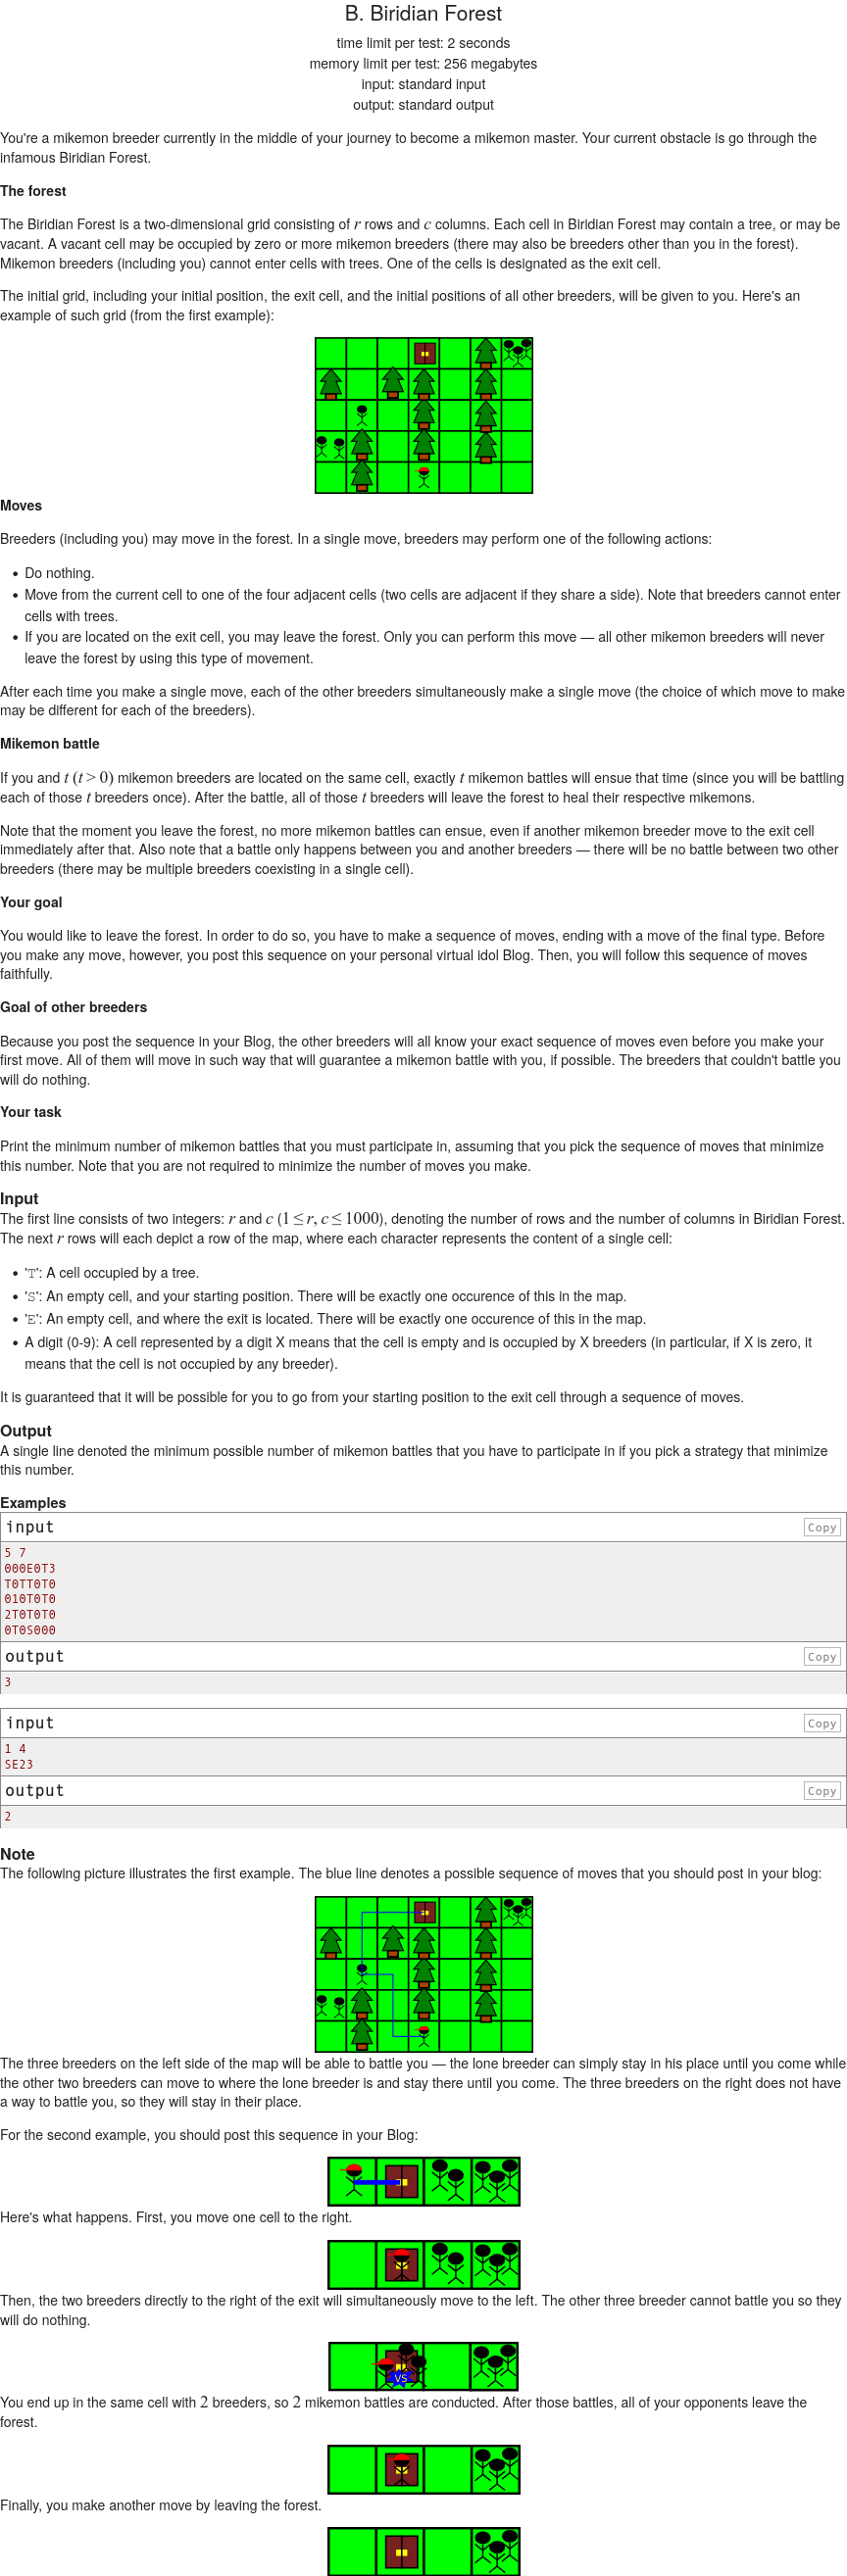 B. Biridian Forest
time limit per test: 2 seconds
memory limit per test: 256 megabytes
input: standard input
output: standard output
You're a mikemon breeder currently in the middle of your journey to become a mikemon master. Your current obstacle is go through the
infamous Biridian Forest.
The forest
The Biridian Forest is a two-dimensional grid consisting of r rows and c columns. Each cell in Biridian Forest may contain a tree, or may be
vacant. A vacant cell may be occupied by zero or more mikemon breeders (there may also be breeders other than you in the forest).
Mikemon breeders (including you) cannot enter cells with trees. One of the cells is designated as the exit cell.
The initial grid, including your initial position, the exit cell, and the initial positions of all other breeders, will be given to you. Here's an
example of such grid (from the first example):
Moves
Breeders (including you) may move in the forest. In a single move, breeders may perform one of the following actions:
• Do nothing.
• Move from the current cell to one of the four adjacent cells (two cells are adjacent if they share a side). Note that breeders cannot enter
cells with trees.
• If you are located on the exit cell, you may leave the forest. Only you can perform this move — all other mikemon breeders will never
leave the forest by using this type of movement.
After each time you make a single move, each of the other breeders simultaneously make a single move (the choice of which move to make
may be different for each of the breeders).
Mikemon battle
If you and t (t > 0) mikemon breeders are located on the same cell, exactly t mikemon battles will ensue that time (since you will be battling
each of those t breeders once). After the battle, all of those t breeders will leave the forest to heal their respective mikemons.
Note that the moment you leave the forest, no more mikemon battles can ensue, even if another mikemon breeder move to the exit cell
immediately after that. Also note that a battle only happens between you and another breeders — there will be no battle between two other
breeders (there may be multiple breeders coexisting in a single cell).
Your goal
You would like to leave the forest. In order to do so, you have to make a sequence of moves, ending with a move of the final type. Before
you make any move, however, you post this sequence on your personal virtual idol Blog. Then, you will follow this sequence of moves
faithfully.
Goal of other breeders
Because you post the sequence in your Blog, the other breeders will all know your exact sequence of moves even before you make your
first move. All of them will move in such way that will guarantee a mikemon battle with you, if possible. The breeders that couldn't battle you
will do nothing.
Your task
Print the minimum number of mikemon battles that you must participate in, assuming that you pick the sequence of moves that minimize
this number. Note that you are not required to minimize the number of moves you make.
Input
The first line consists of two integers: r and c (1 ≤ r, c ≤ 1000), denoting the number of rows and the number of columns in Biridian Forest.
The next r rows will each depict a row of the map, where each character represents the content of a single cell:
• 'T': A cell occupied by a tree.
• 'S': An empty cell, and your starting position. There will be exactly one occurence of this in the map.
• 'E': An empty cell, and where the exit is located. There will be exactly one occurence of this in the map.
• A digit (0-9): A cell represented by a digit X means that the cell is empty and is occupied by X breeders (in particular, if X is zero, it
means that the cell is not occupied by any breeder).
It is guaranteed that it will be possible for you to go from your starting position to the exit cell through a sequence of moves.
Output
A single line denoted the minimum possible number of mikemon battles that you have to participate in if you pick a strategy that minimize
this number.
Examples
input Copy
5 7
000E0T3
T0TT0T0
010T0T0
2T0T0T0
0T0S000
output Copy
3
input Copy
1 4
SE23
output Copy
2
Note
The following picture illustrates the first example. The blue line denotes a possible sequence of moves that you should post in your blog:
The three breeders on the left side of the map will be able to battle you — the lone breeder can simply stay in his place until you come while
the other two breeders can move to where the lone breeder is and stay there until you come. The three breeders on the right does not have
a way to battle you, so they will stay in their place.
For the second example, you should post this sequence in your Blog:
Here's what happens. First, you move one cell to the right.
Then, the two breeders directly to the right of the exit will simultaneously move to the left. The other three breeder cannot battle you so they
will do nothing.
VS
You end up in the same cell with 2 breeders, so 2 mikemon battles are conducted. After those battles, all of your opponents leave the
forest.
Finally, you make another move by leaving the forest.